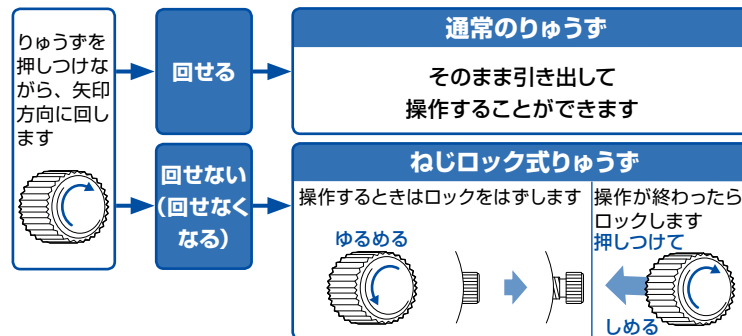 りゅうずを
押しつけな
がら、矢印
方向に回し
ます
回せる
通常のりゅうず
そのまま引き出して
操作することができます
回せない
（回せなく
なる）
ねじロック式りゅうず
操作するときはロックをはずします
ゆるめる
操作が終わったら
ロックします
押しつけて
しめる